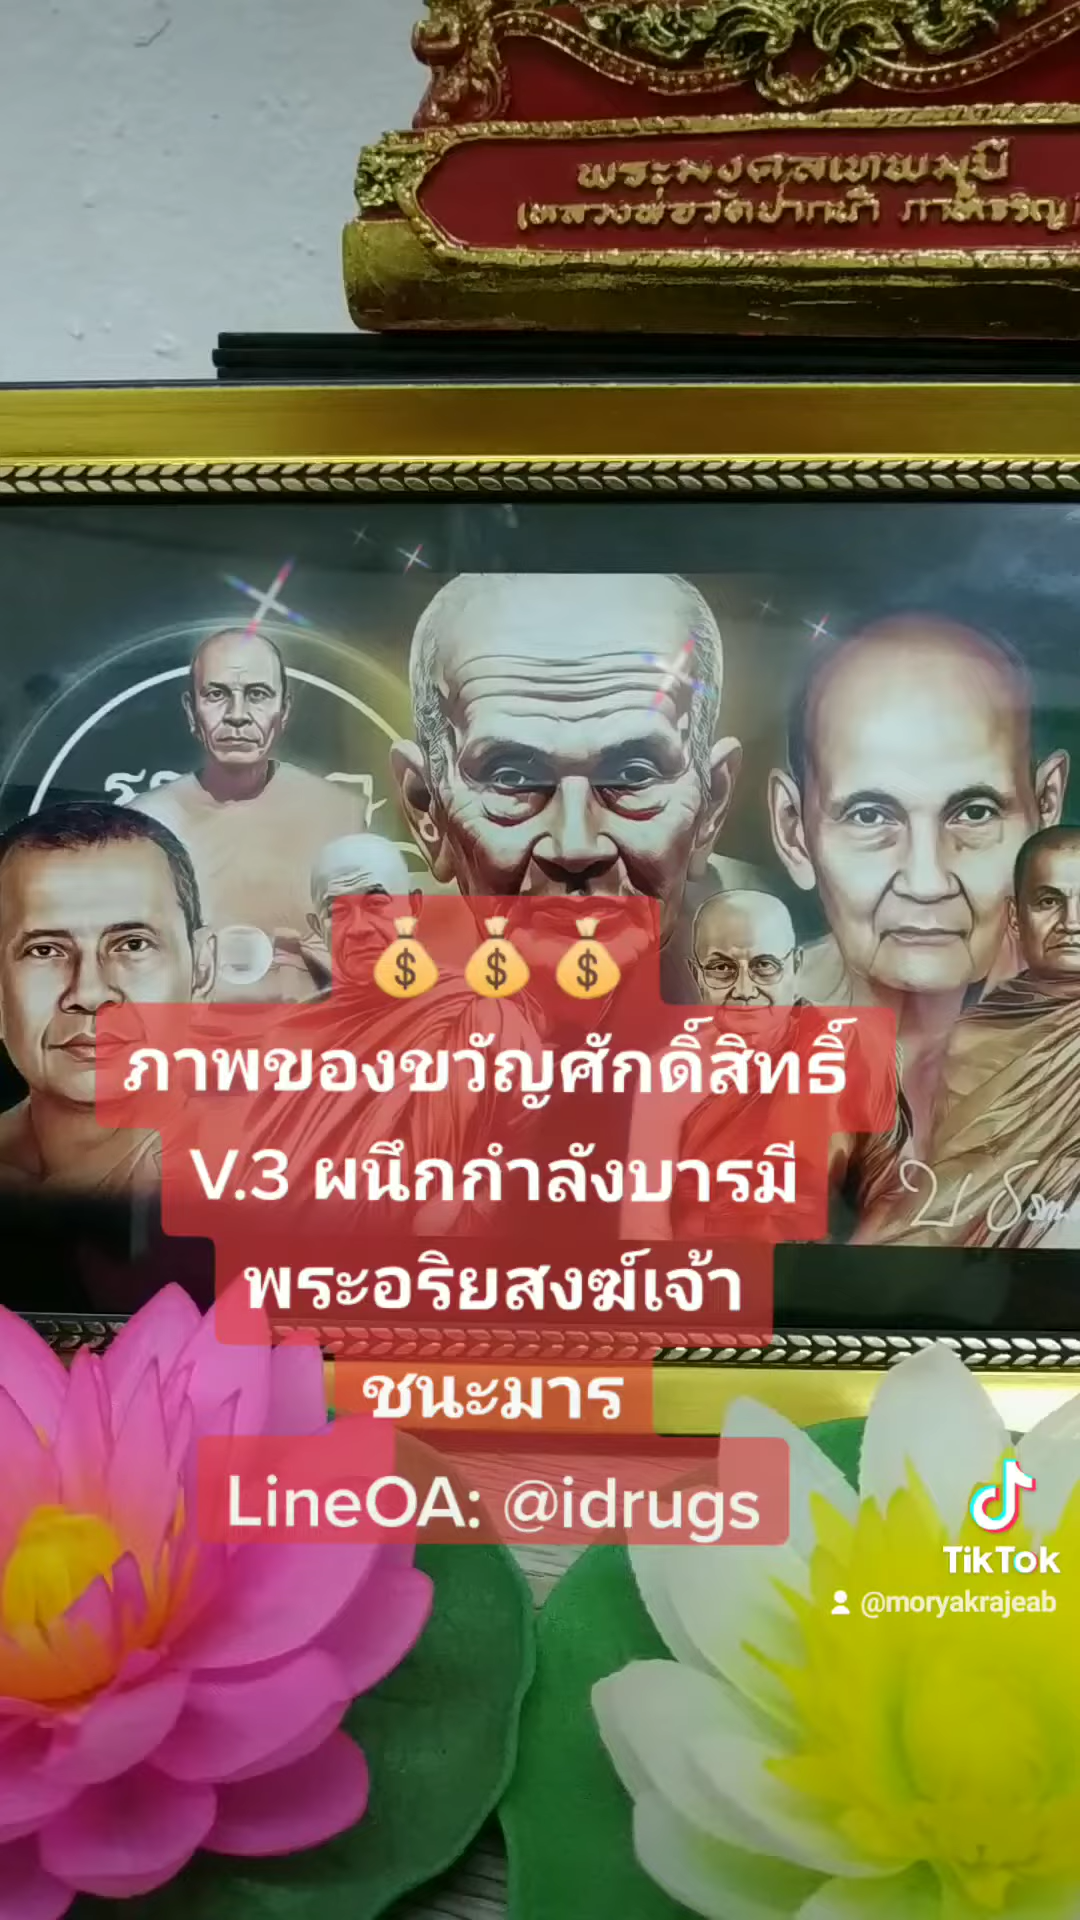 พระมงคลเทพมุนี
(หลวงพ่อวัดปากน้ำ ภาษีเจริญ
💰💰💰
ภาพของขวัญศักดิ์สิทธิ์
V.3 ผนึกกำลังบารมี
พระอริยสงฆ์เจ้า
ชนะมาร
LineOA: @idrugs
TikTok
@moryakrajeab